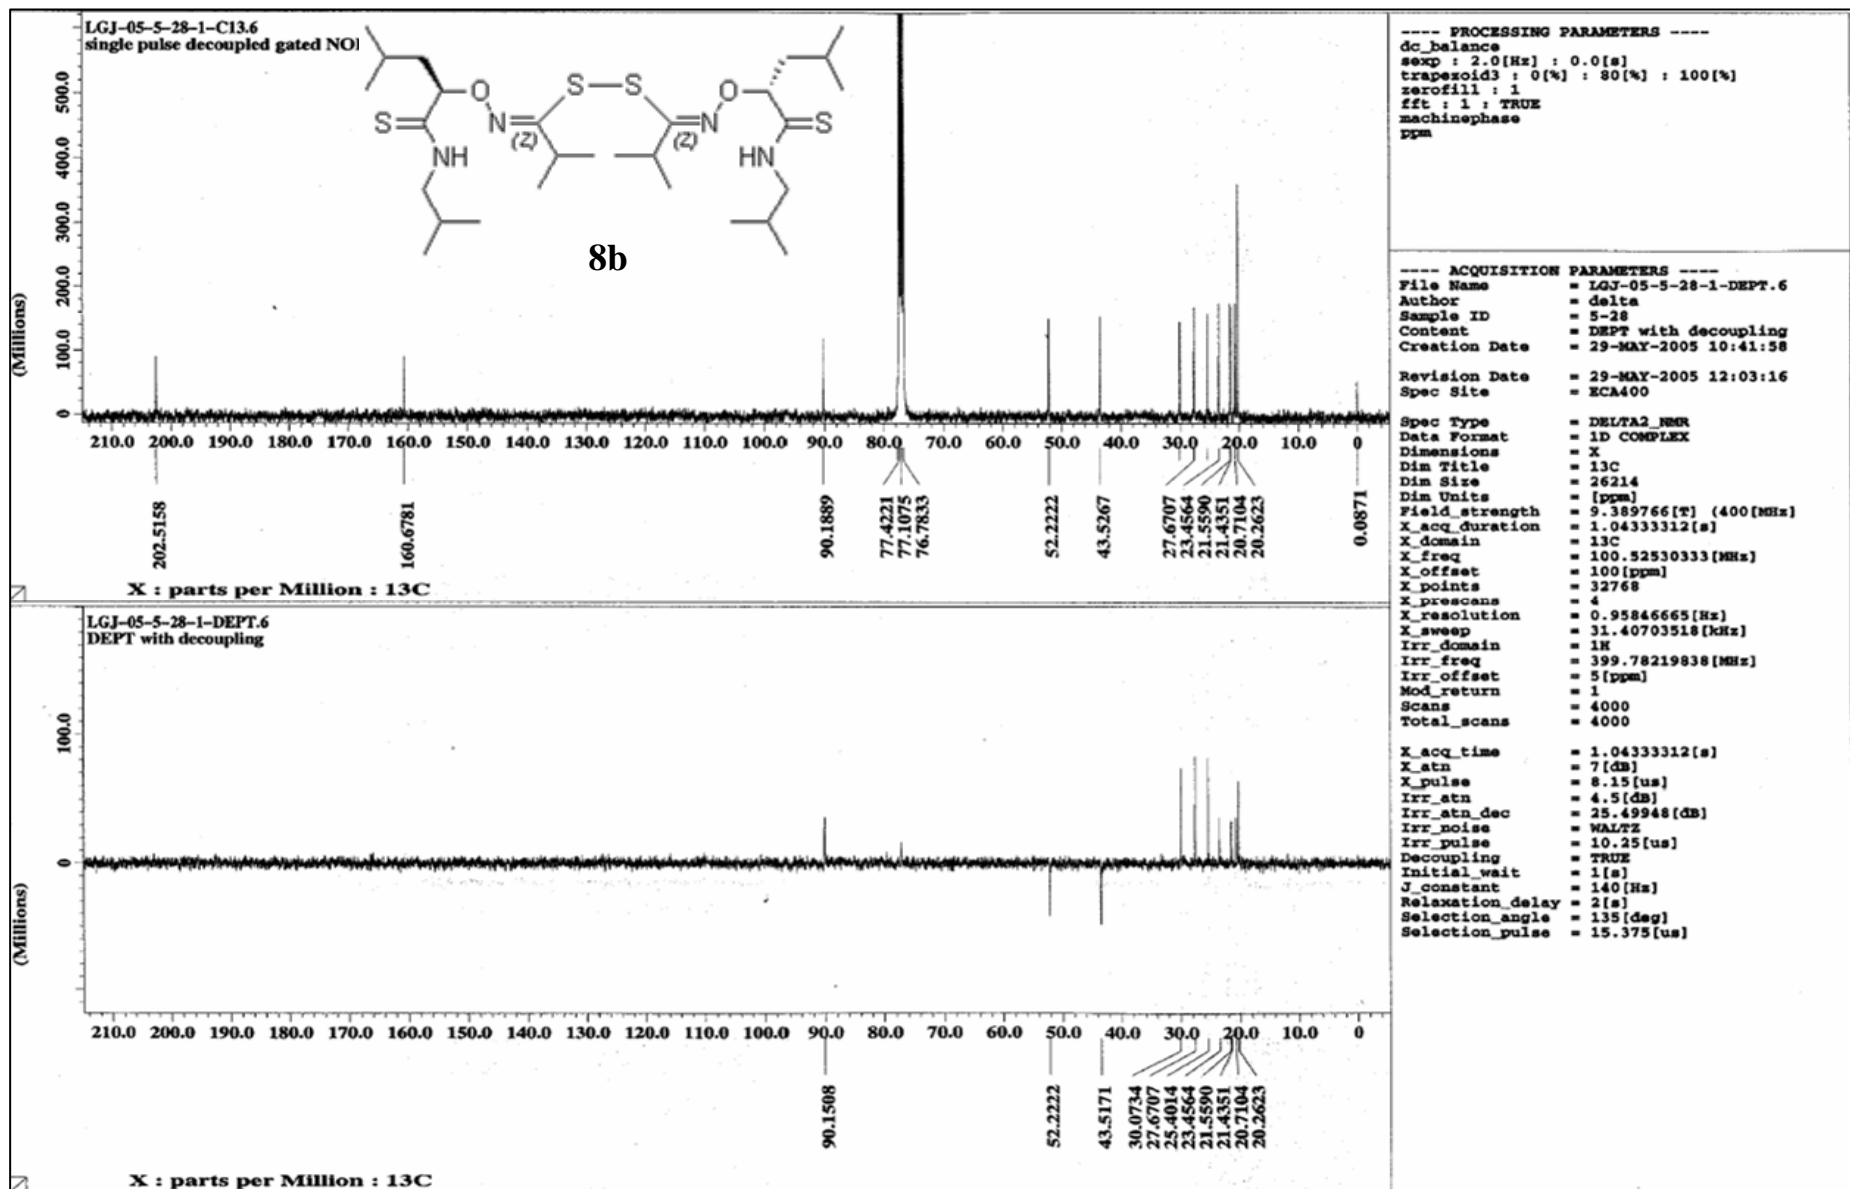 LGJ-05-5-28-1-C13.6
single pulse decoupled gated NOI
S S
O O
S N N S
(Z) (Z)
NH HN
8b
(Millions)
500.0
400.0
300.0
200.0
100.0
0
210.0 200.0 190.0 180.0 170.0 160.0 150.0 140.0 130.0 120.0 110.0 100.0 90.0 80.0 70.0 60.0 50.0 40.0 30.0 20.0 10.0 0
202.5158
160.6781
90.1889
77.4221
77.1075
76.7833
52.2222
43.5267
27.6707
23.4564
21.5590
21.4351
20.7104
20.2623
0.0871
X : parts per Million : 13C
LGJ-05-5-28-1-DEPT.6
DEPT with decoupling
(Millions)
100.0
0
210.0 200.0 190.0 180.0 170.0 160.0 150.0 140.0 130.0 120.0 110.0 100.0 90.0 80.0 70.0 60.0 50.0 40.0 30.0 20.0 10.0 0
90.1508
52.2222
43.5171
30.0734
27.6707
25.4014
23.4564
21.5590
21.4351
20.7104
20.2623
X : parts per Million : 13C
---- PROCESSING PARAMETERS ----
dc_balance
sexp : 2.0[Hz] : 0.0[s]
trapezoid3 : 0[%] : 80[%] : 100[%]
zerofill : 1
fft : 1 : TRUE
machinephase
ppm
---- ACQUISITION PARAMETERS ----
File Name = LGJ-05-5-28-1-DEPT.6
Author = delta
Sample ID = 5-28
Content = DEPT with decoupling
Creation Date = 29-MAY-2005 10:41:58
Revision Date = 29-MAY-2005 12:03:16
Spec Site = ECA400
Spec Type = DELTA2_NMR
Data Format = 1D COMPLEX
Dimensions = X
Dim Title = 13C
Dim Size = 26214
Dim Units = [ppm]
Field_strength = 9.389766[T] (400[MHz]
X_acq_duration = 1.04333312[s]
X_domain = 13C
X_freq = 100.52530333[MHz]
X_offset = 100[ppm]
X_points = 32768
X_prescans = 4
X_resolution = 0.95846665[Hz]
X_sweep = 31.40703518[kHz]
Irr_domain = 1H
Irr_freq = 399.78219838[MHz]
Irr_offset = 5[ppm]
Mod_return = 1
Scans = 4000
Total_scans = 4000
X_acq_time = 1.04333312[s]
X_atn = 7[dB]
X_pulse = 8.15[us]
Irr_atn = 4.5[dB]
Irr_atn_dec = 25.49948[dB]
Irr_noise = WALTZ
Irr_pulse = 10.25[us]
Decoupling = TRUE
Initial_wait = 1[s]
J_constant = 140[Hz]
Relaxation_delay = 2[s]
Selection_angle = 135[deg]
Selection_pulse = 15.375[us]